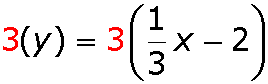 3(y) = 3(1/3 x − 2)